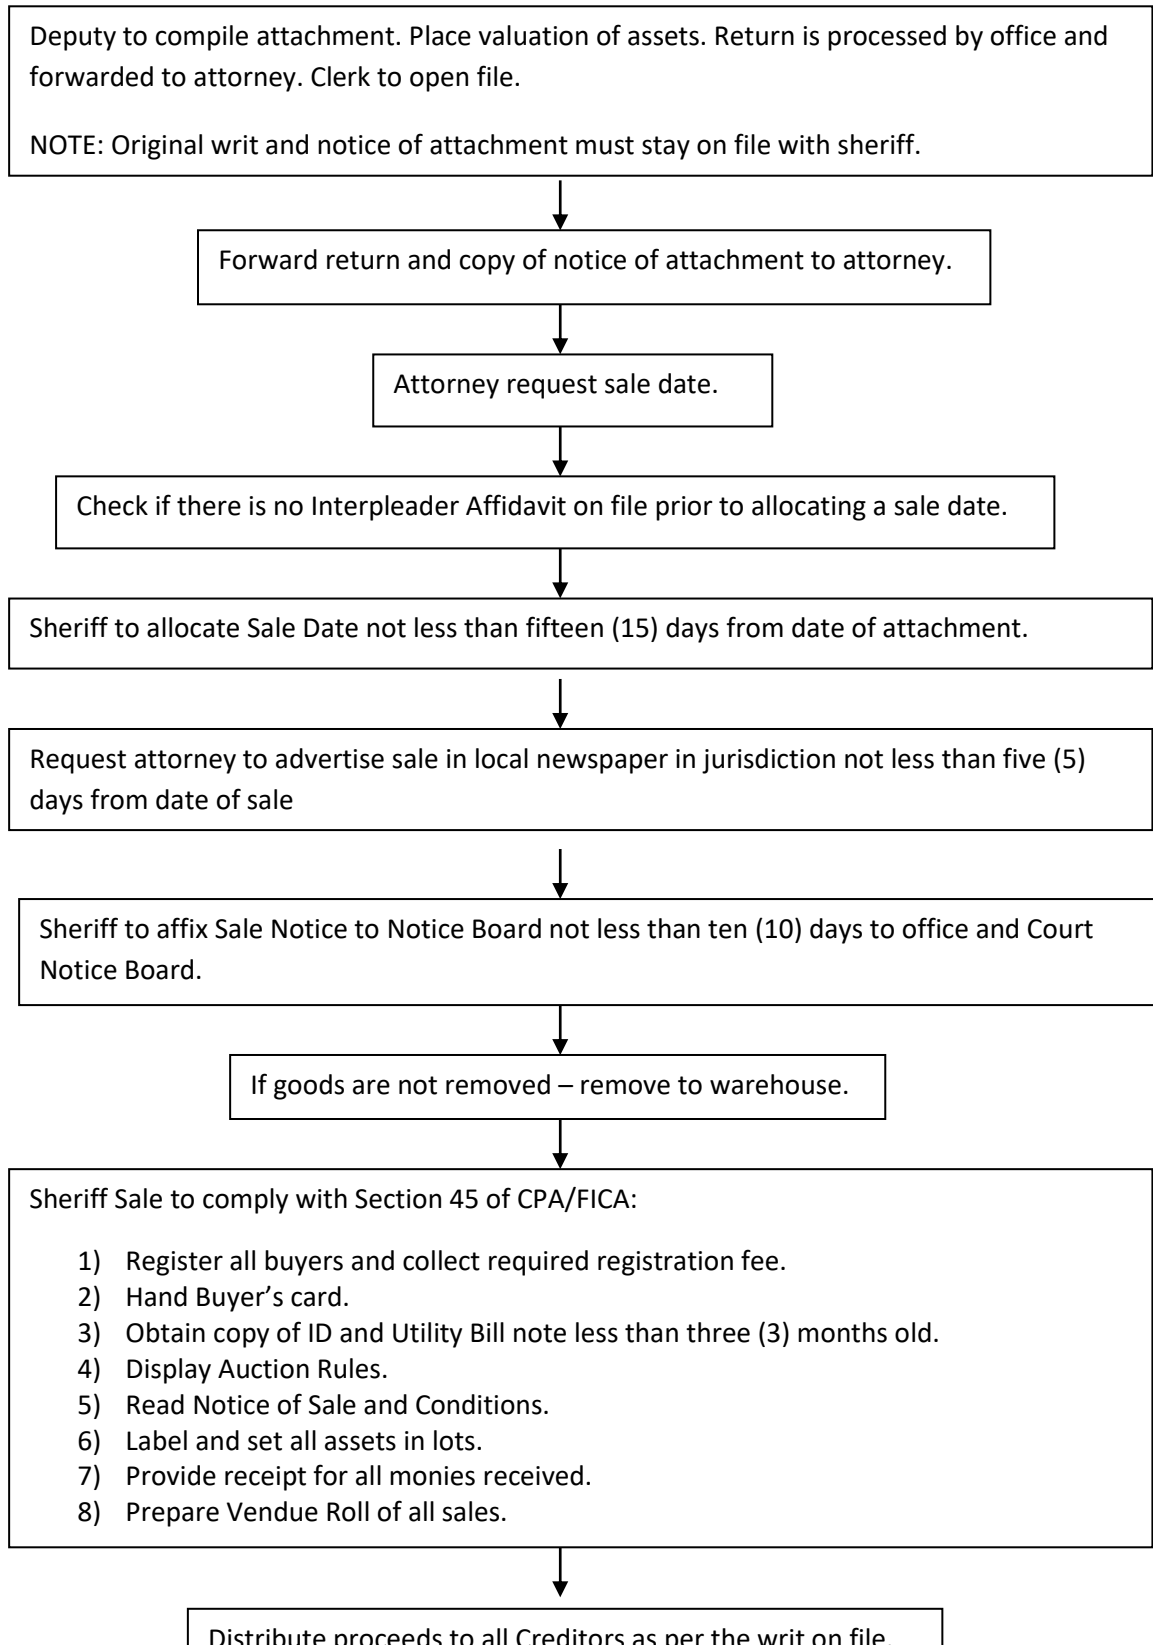 Deputy to compile attachment. Place valuation of assets. Return is processed by office and
forwarded to attorney. Clerk to open file.
NOTE: Original writ and notice of attachment must stay on file with sheriff.
Forward return and copy of notice of attachment to attorney.
Attorney request sale date.
Check if there is no Interpleader Affidavit on file prior to allocating a sale date.
Sheriff to allocate Sale Date not less than fifteen (15) days from date of attachment.
Request attorney to advertise sale in local newspaper in jurisdiction not less than five (5)
days from date of sale
Sheriff to affix Sale Notice to Notice Board not less than ten (10) days to office and Court
Notice Board.
If goods are not removed – remove to warehouse.
Sheriff Sale to comply with Section 45 of CPA/FICA:
1) Register all buyers and collect required registration fee.
2) Hand Buyer's card.
3) Obtain copy of ID and Utility Bill note less than three (3) months old.
4) Display Auction Rules.
5) Read Notice of Sale and Conditions.
6) Label and set all assets in lots.
7) Provide receipt for all monies received.
8) Prepare Vendue Roll of all sales.
Distribute proceeds to all Creditors as per the writ on file.